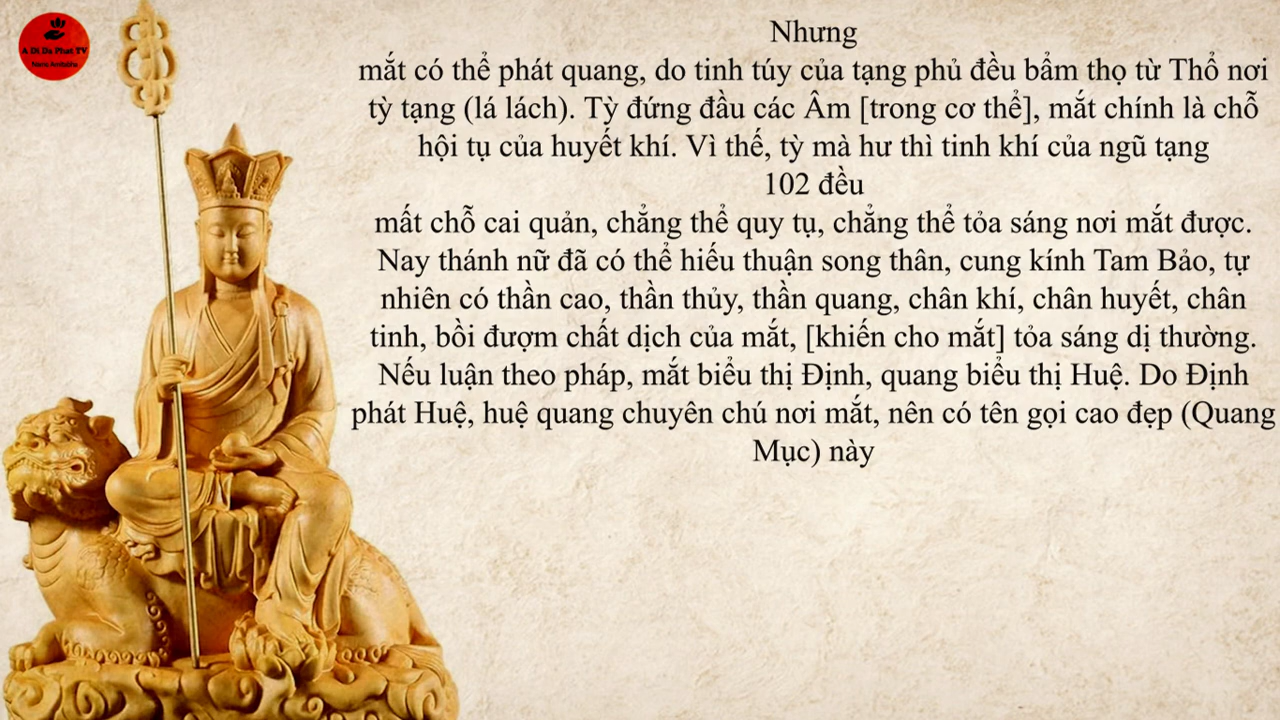 A Di Da Phat TV
Namo Amitabha
Nhưng
mắt có thể phát quang, do tinh túy của tạng phủ đều bẩm thọ từ Thổ nơi
tỳ tạng (lá lách). Tỳ đứng đầu các Âm [trong cơ thể], mắt chính là chỗ
hội tụ của huyết khí. Vì thế, tỳ mà hư thì tinh khí của ngũ tạng
102 đều
mất chỗ cai quản, chẳng thể quy tụ, chẳng thể tỏa sáng nơi mắt được.
Nay thánh nữ đã có thể hiếu thuận song thân, cung kính Tam Bảo, tự
nhiên có thần cao, thần thủy, thần quang, chân khí, chân huyết, chân
tinh, bồi đượm chất dịch của mắt, [khiến cho mắt] tỏa sáng dị thường.
Nếu luận theo pháp, mắt biểu thị Định, quang biểu thị Huệ. Do Định
phát Huệ, huệ quang chuyên chú nơi mắt, nên có tên gọi cao đẹp (Quang
Mục) này